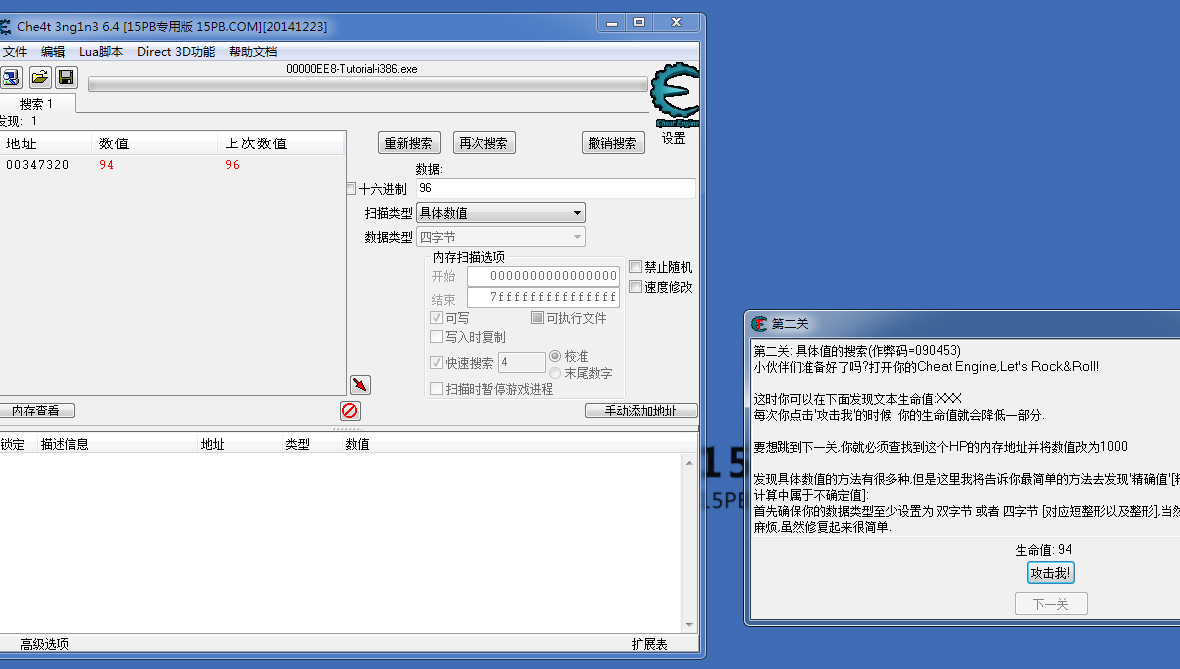 Che4t 3ng1n3 6.4 [15PB专用版 15PB.COM][20141223]
文件 编辑 Lua脚本 Direct 3D功能 帮助文档
00000EE8-Tutorial-i386.exe
Cheat Engine
设置
搜索 1
发现: 1
地址 数值 上次数值
00347320 94 96
重新搜索 再次搜索 撤销搜索
数据:
十六进制 96
扫描类型 具体数值
数据类型 四字节
内存扫描选项
开始 0000000000000000
结束 7fffffffffffffff
可写 可执行文件
写入时复制
快速搜索 4 校准
末尾数字
扫描时暂停游戏进程
禁止随机
速度修改
内存查看 手动添加地址
锁定 描述信息 地址 类型 数值
高级选项 扩展表
15
15PB
第二关
第二关: 具体值的搜索(作弊码=090453)
小伙伴们准备好了吗?打开你的Cheat Engine,Let's Rock&Roll!
这时你可以在下面发现文本生命值:XXX
每次你点击'攻击我'的时候 你的生命值就会降低一部分.
要想跳到下一关,你就必须查找到这个HP的内存地址并将数值改为1000
发现具体数值的方法有很多种,但是这里我将告诉你最简单的方法去发现'精确值'[
计算中属于不确定值]:
首先确保你的数据类型至少设置为 双字节 或者 四字节 [对应短整形以及整形],当然
麻烦,虽然修复起来很简单.
生命值: 94
攻击我!
下一关